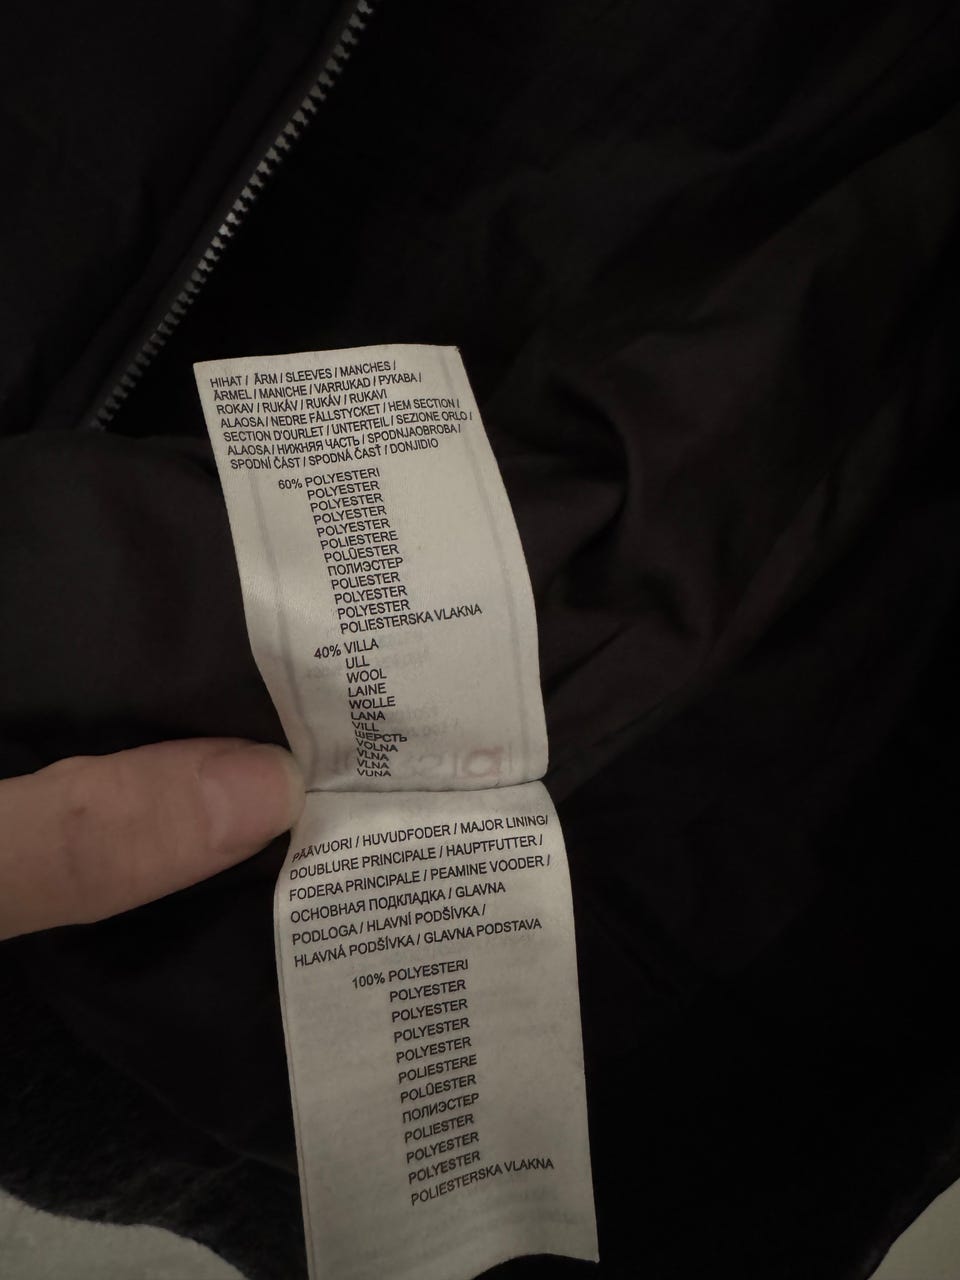 HIHAT / ÄRM / SLEEVES / MANCHES /
ÄRMEL / MANICHE / VARRUKAD / РУКАВА /
ROKAV / RUKÁV / RUKÁV / RUKAVI
ALAOSA / NEDRE FÄLLSTYCKET / HEM SECTION /
SECTION D'OURLET / UNTERTEIL / SEZIONE ORLO /
ALAOSA / НИЖНЯЯ ЧАСТЬ / SPODNJAOBROBA /
SPODNÍ ČÁST / SPODNÁ ČASŤ / DONJIDIO
60% POLYESTERI
POLYESTER
POLYESTER
POLYESTER
POLYESTER
POLIESTERE
POLÜESTER
ПОЛИЭСТЕР
POLIESTER
POLYESTER
POLYESTER
POLIESTERSKA VLAKNA
40% VILLA
ULL
WOOL
LAINE
WOLLE
LANA
VILL
ШЕРСТЬ
VOLNA
VLNA
VLNA
VUNA
PÄÄVUORI / HUVUDFODER / MAJOR LINING/
DOUBLURE PRINCIPALE / HAUPTFUTTER /
FODERA PRINCIPALE / PEAMINE VOODER /
ОСНОВНАЯ ПОДКЛАДКА / GLAVNA
PODLOGA / HLAVNÍ PODŠÍVKA /
HLAVNÁ PODŠÍVKA / GLAVNA PODSTAVA
100% POLYESTERI
POLYESTER
POLYESTER
POLYESTER
POLYESTER
POLIESTERE
POLÜESTER
ПОЛИЭСТЕР
POLIESTER
POLYESTER
POLYESTER
POLIESTERSKA VLAKNA